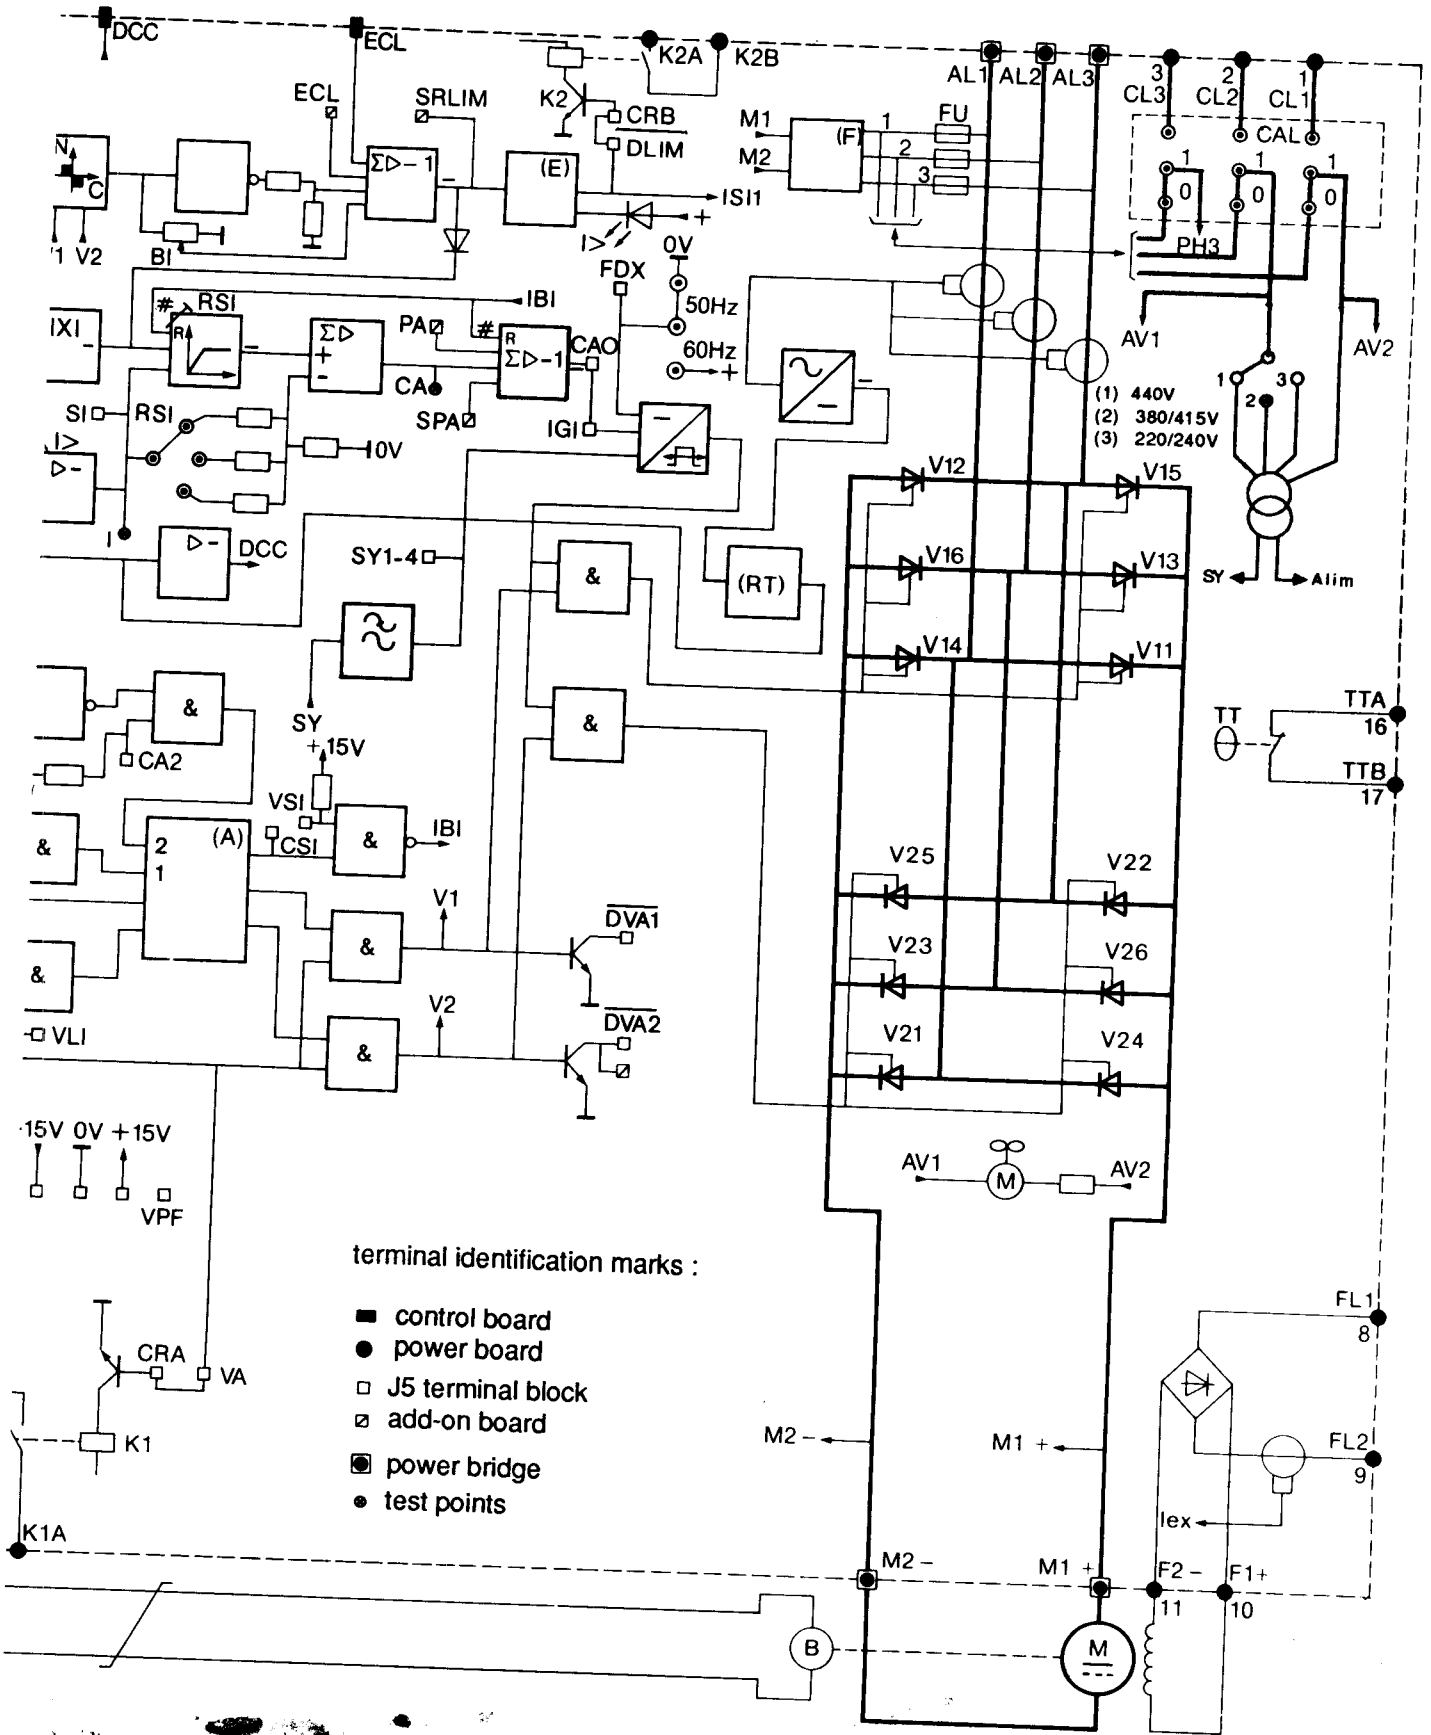 DCC
ECL
K2A
K2B
AL1
AL2
AL3
3
CL3
2
CL2
1
CL1
ECL
SRLIM
K2
CRB
DLIM
M1
M2
(F)
1
2
3
FU
CAL
1
0
1
0
1
0
N
C
Σ▷-1
(E)
ISI1
+
I>
0V
PH3
V2
BI
FDX
50Hz
60Hz
+
AV1
AV2
#
RSI
IBI
PA
#
R
R
Σ▷
+
-
Σ▷-1
CAO
CA
SPA
IGI
1
2
3
(1) 440V
(2) 380/415V
(3) 220/240V
IXI
SI
RSI
I>
▷-
0V
I
▷-
DCC
SY1-4
&
(RT)
V12
V15
V16
V13
V14
V11
SY
Alim
SY
+15V
&
&
CA2
VSI
CSI
&
IBI
TT
TTA
16
TTB
17
&
2
1
(A)
V1
DVA1
&
V25
V22
V23
V26
V21
V24
&
VLI
V2
DVA2
&
15V 0V +15V
VPF
AV1
M
AV2
terminal identification marks :
control board
power board
J5 terminal block
add-on board
power bridge
test points
CRA
VA
K1
K1A
M2 -
M1 +
FL1
8
FL2
9
Iex
M2 -
M1 +
F2 -
F1+
11
10
B
M